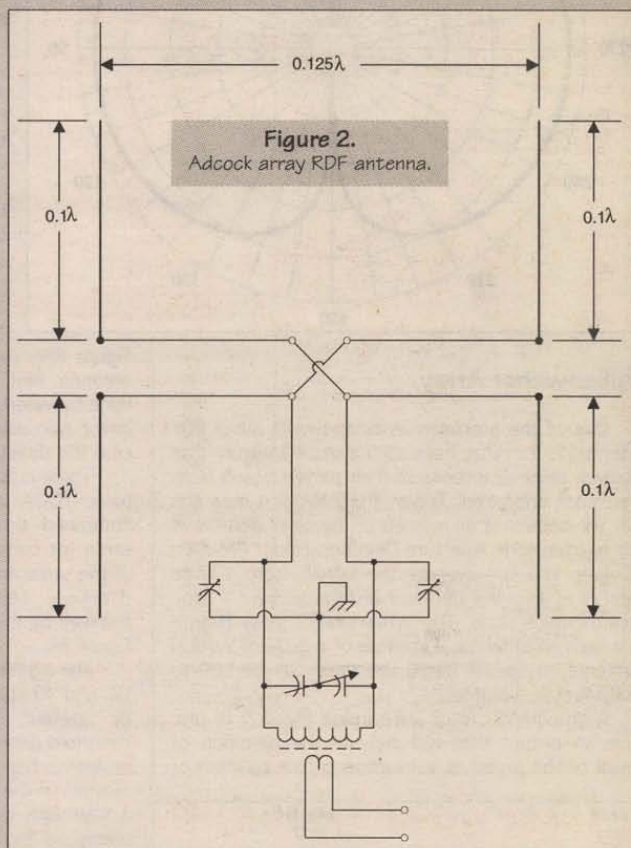 0.125λ
Figure 2.
Adcock array RDF antenna.
0.1λ
0.1λ
0.1λ
0.1λ